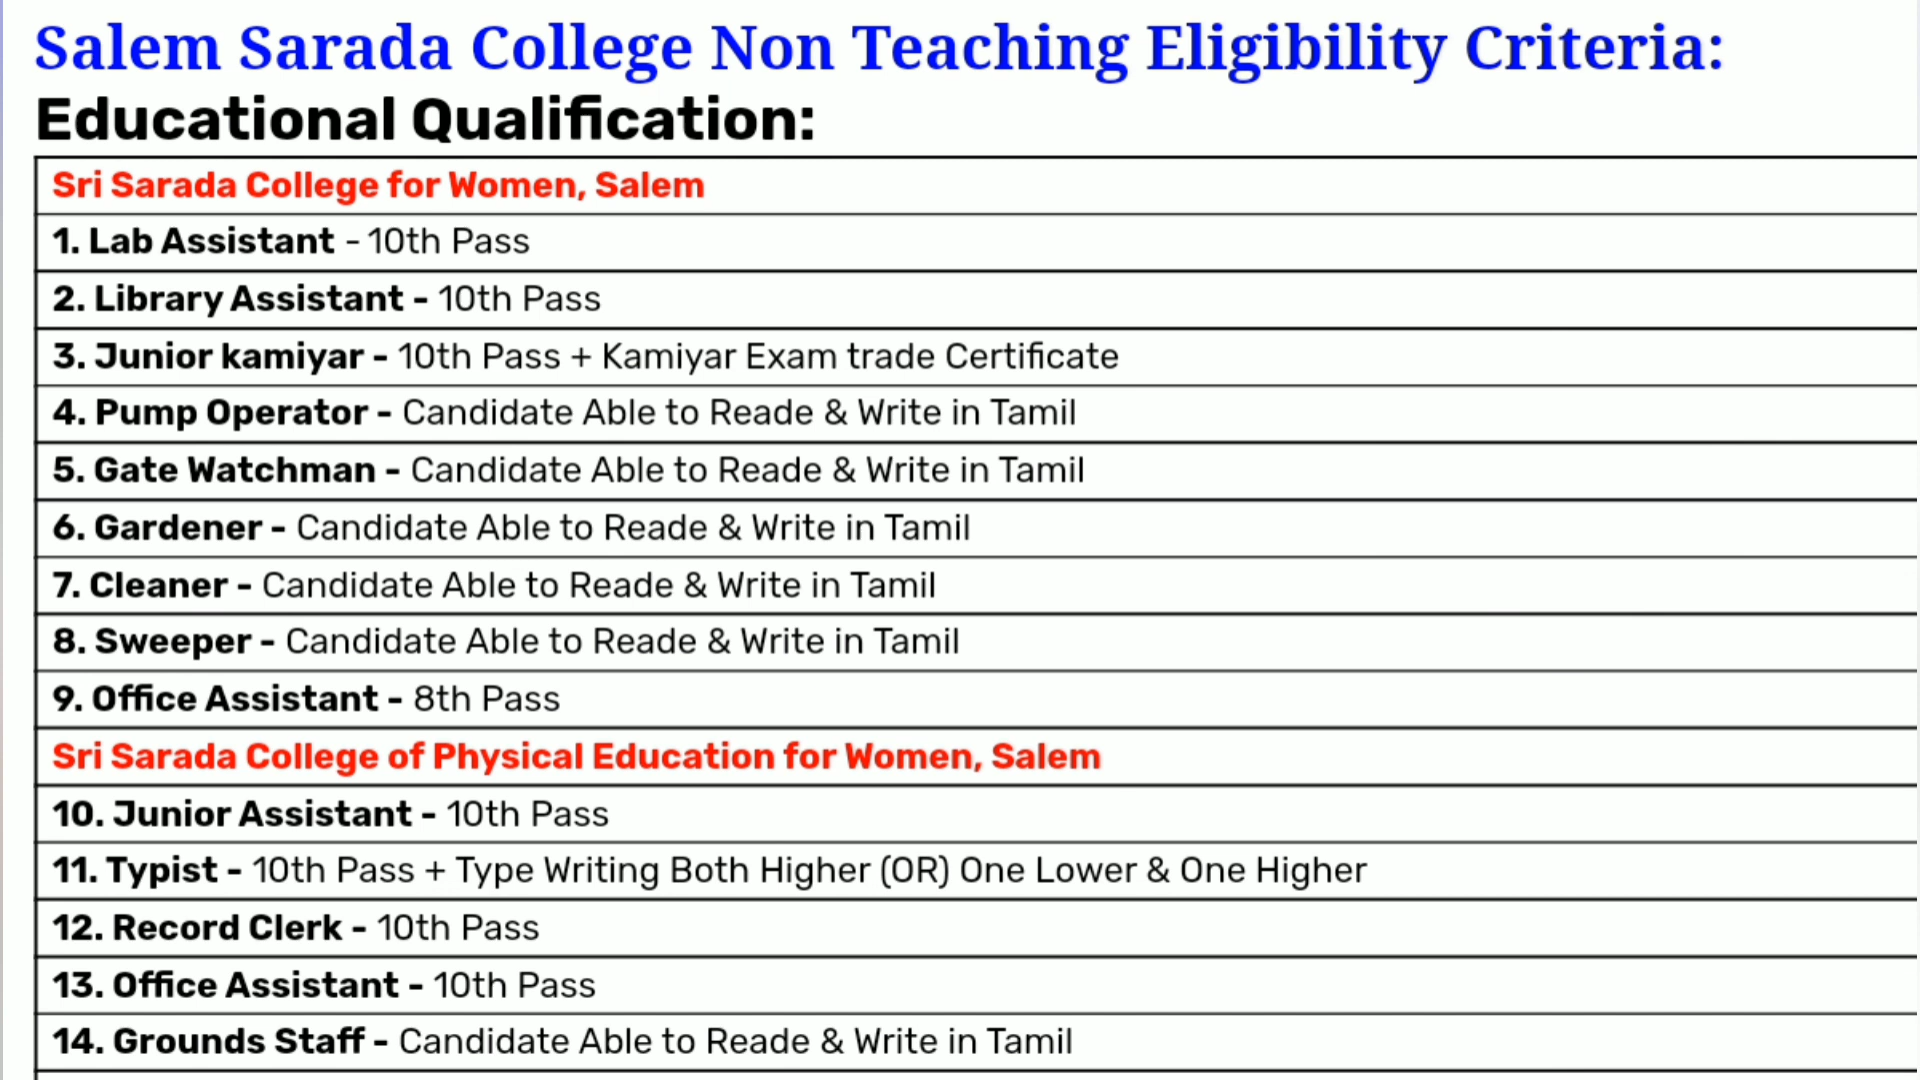 Salem Sarada College Non Teaching Eligibility Criteria:
Educational Qualification:
Sri Sarada College for Women, Salem
1. Lab Assistant - 10th Pass
2. Library Assistant - 10th Pass
3. Junior kamiyar - 10th Pass + Kamiyar Exam trade Certificate
4. Pump Operator - Candidate Able to Reade & Write in Tamil
5. Gate Watchman - Candidate Able to Reade & Write in Tamil
6. Gardener - Candidate Able to Reade & Write in Tamil
7. Cleaner - Candidate Able to Reade & Write in Tamil
8. Sweeper - Candidate Able to Reade & Write in Tamil
9. Office Assistant - 8th Pass
Sri Sarada College of Physical Education for Women, Salem
10. Junior Assistant - 10th Pass
11. Typist - 10th Pass + Type Writing Both Higher (OR) One Lower & One Higher
12. Record Clerk - 10th Pass
13. Office Assistant - 10th Pass
14. Grounds Staff - Candidate Able to Reade & Write in Tamil